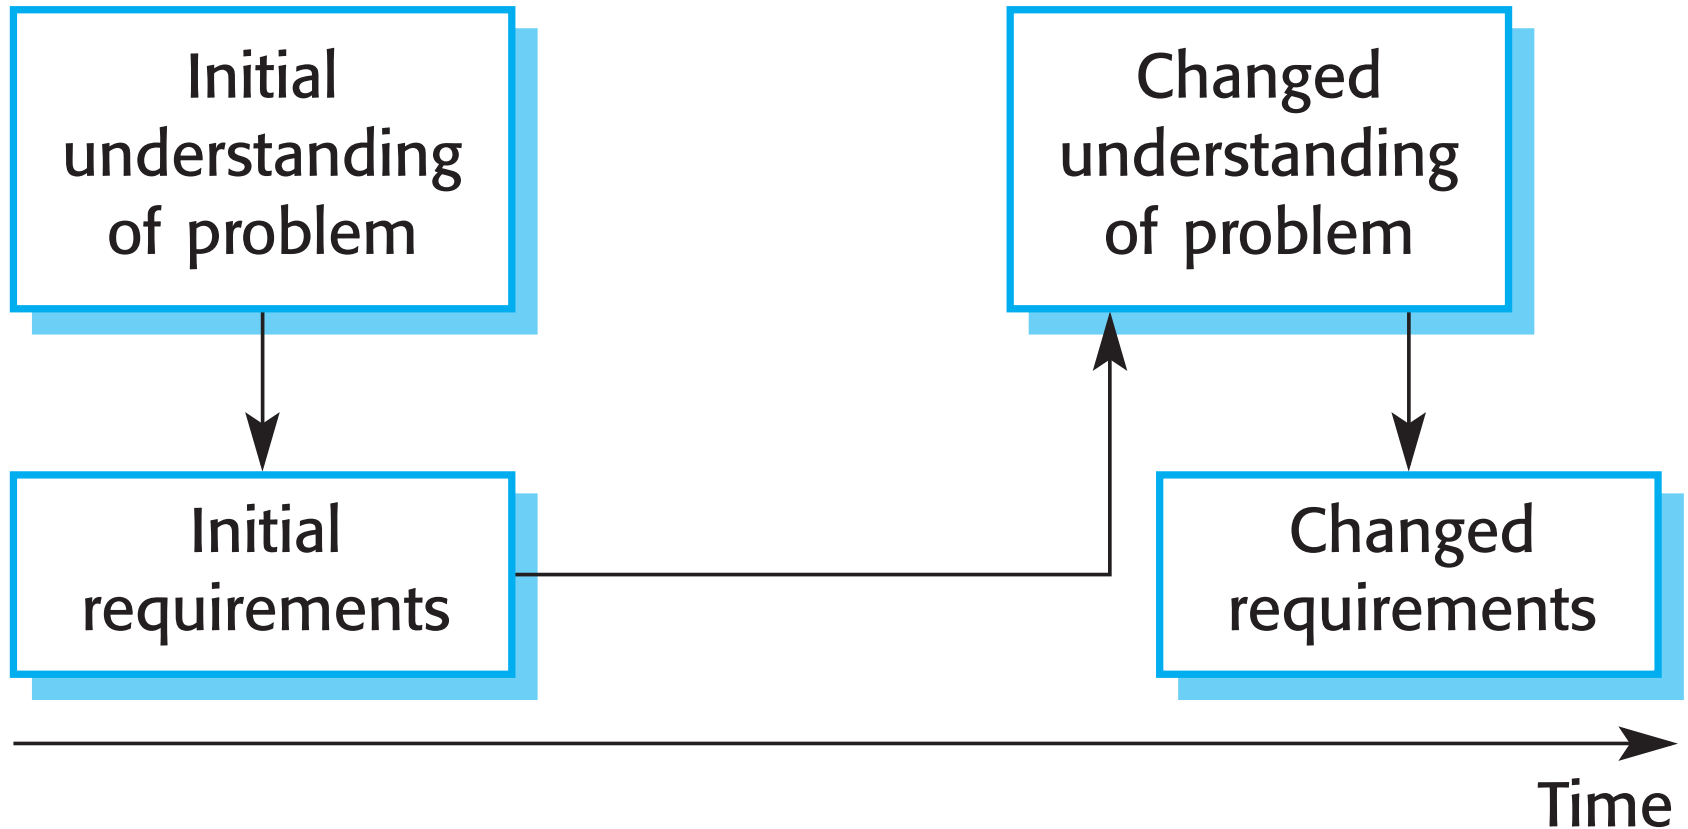 Initial
understanding
of problem
Changed
understanding
of problem
Initial
requirements
Changed
requirements
Time